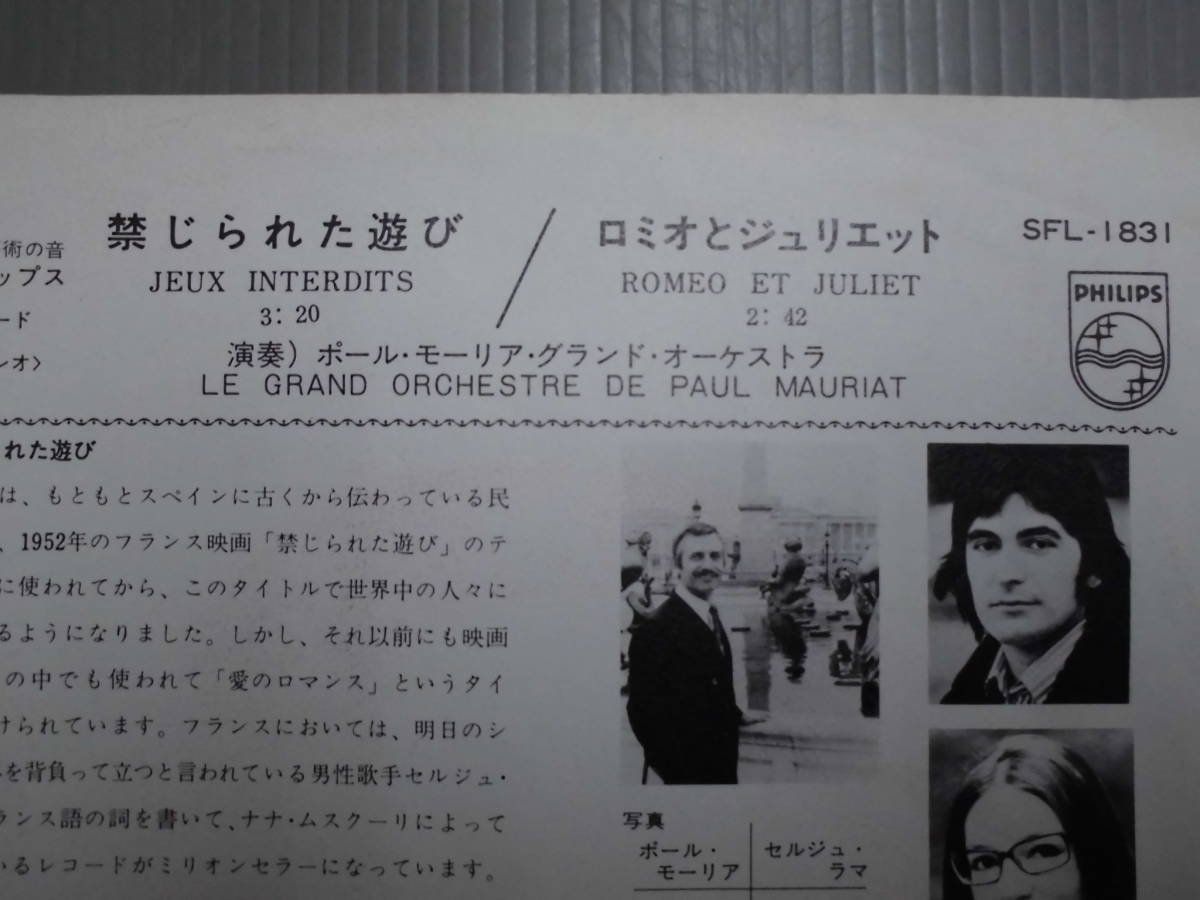 術の音
ップス
ード
レオ〉
禁じられた遊び
JEUX INTERDITS
3: 20
ロミオとジュリエット
ROMEO ET JULIET
2: 42
演奏）ポール・モーリア・グランド・オーケストラ
LE GRAND ORCHESTRE DE PAUL MAURIAT
SFL-1831
PHILIPS
れた遊び
は、もともとスペインに古くから伝わっている民
、1952年のフランス映画「禁じられた遊び」のテ
に使われてから、このタイトルで世界中の人々に
るようになりました。しかし、それ以前にも映画
の中でも使われて「愛のロマンス」というタイ
けられています。フランスにおいては、明日のシ
を背負って立つと言われている男性歌手セルジュ・
ランス語の詞を書いて、ナナ・ムスクーリによって
いるレコードがミリオンセラーになっています。
写真
ポール・
モーリア
セルジュ・
ラマ